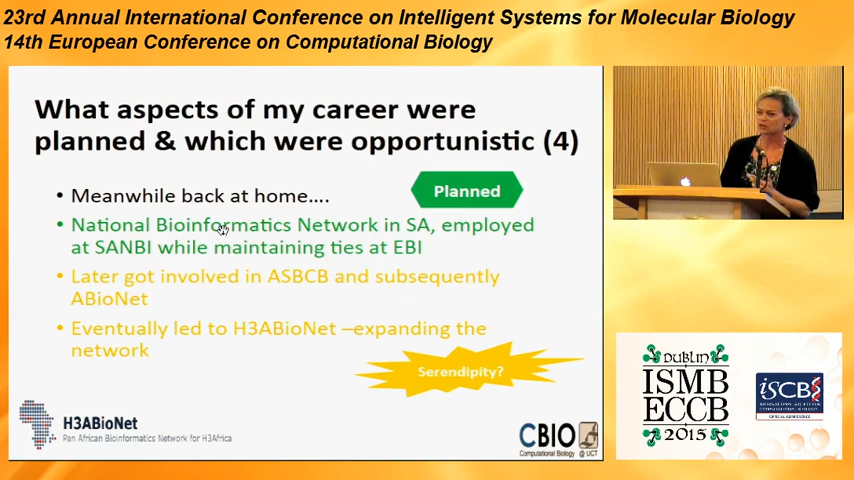 23rd Annual International Conference on Intelligent Systems for Molecular Biology
14th European Conference on Computational Biology
What aspects of my career were
planned & which were opportunistic (4)
• Meanwhile back at home....
Planned
• National Bioinformatics Network in SA, employed
at SANBI while maintaining ties at EBI
• Later got involved in ASBCB and subsequently
ABioNet
• Eventually led to H3ABioNet –expanding the
network
Serendipity?
H3ABioNet
Pan African Bioinformatics Network for H3Africa
CBIO
Computational Biology @ UCT
DUBLIN
ISMB
ECCB
2015
iSCB
INTERNATIONAL SOCIETY FOR
COMPUTATIONAL BIOLOGY
OFFICIAL CONFERENCE